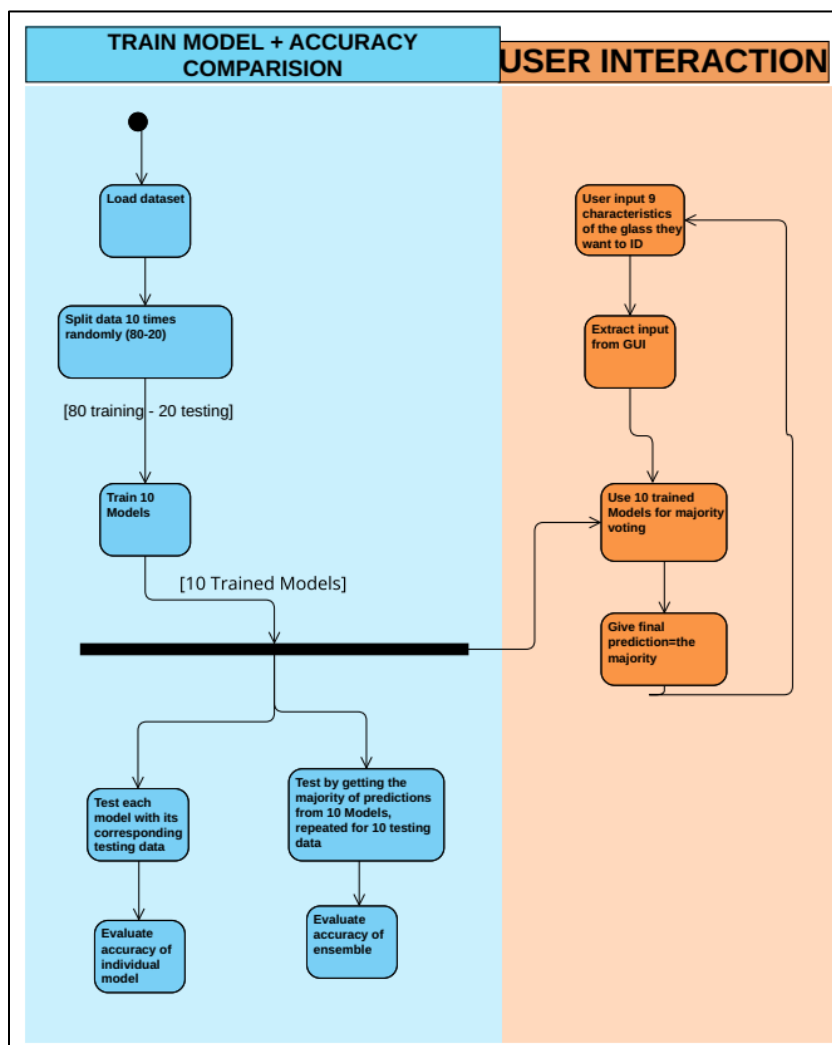 TRAIN MODEL + ACCURACY
COMPARISION
USER INTERACTION
Load dataset
Split data 10 times
randomly (80-20)
[80 training - 20 testing]
Train 10
Models
[10 Trained Models]
Test each
model with its
corresponding
testing data
Evaluate
accuracy of
individual
model
Test by getting the
majority of predictions
from 10 Models,
repeated for 10 testing
data
Evaluate
accuracy of
ensemble
User input 9
characteristics
of the glass they
want to ID
Extract input
from GUI
Use 10 trained
Models for majority
voting
Give final
prediction=the
majority